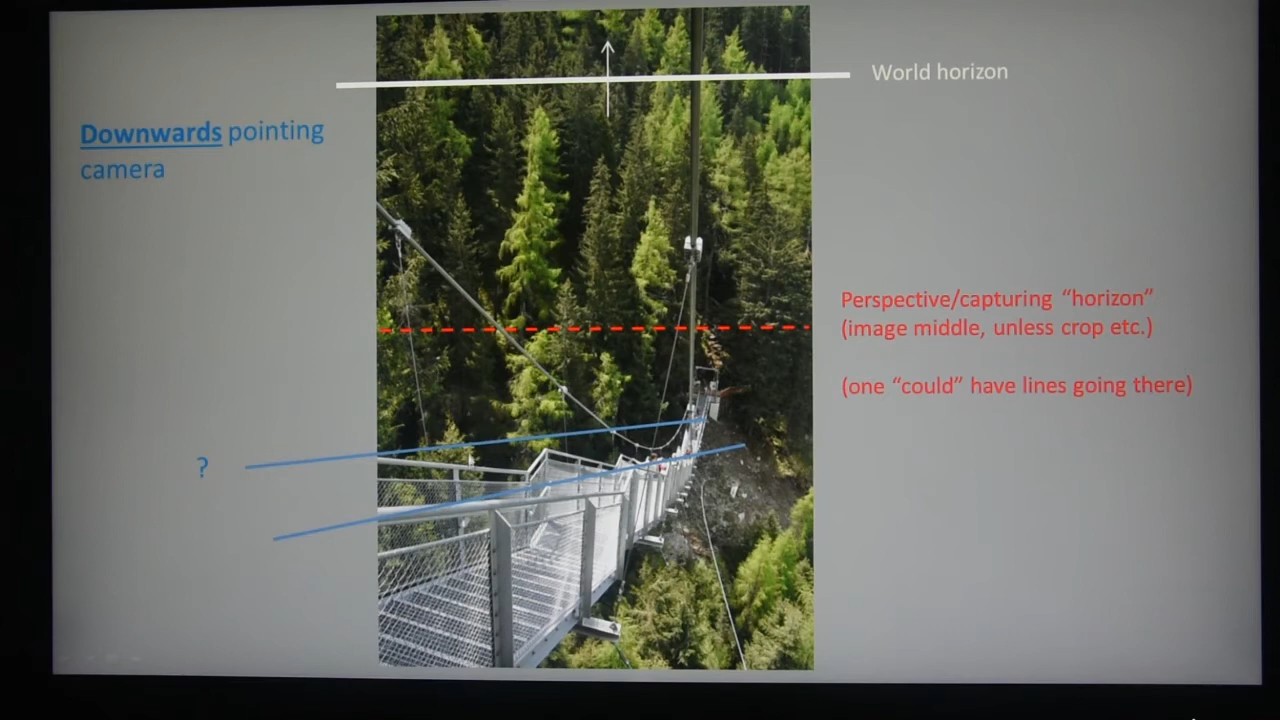 World horizon
Downwards pointing
camera
Perspective/capturing "horizon"
(image middle, unless crop etc.)
(one "could" have lines going there)
?